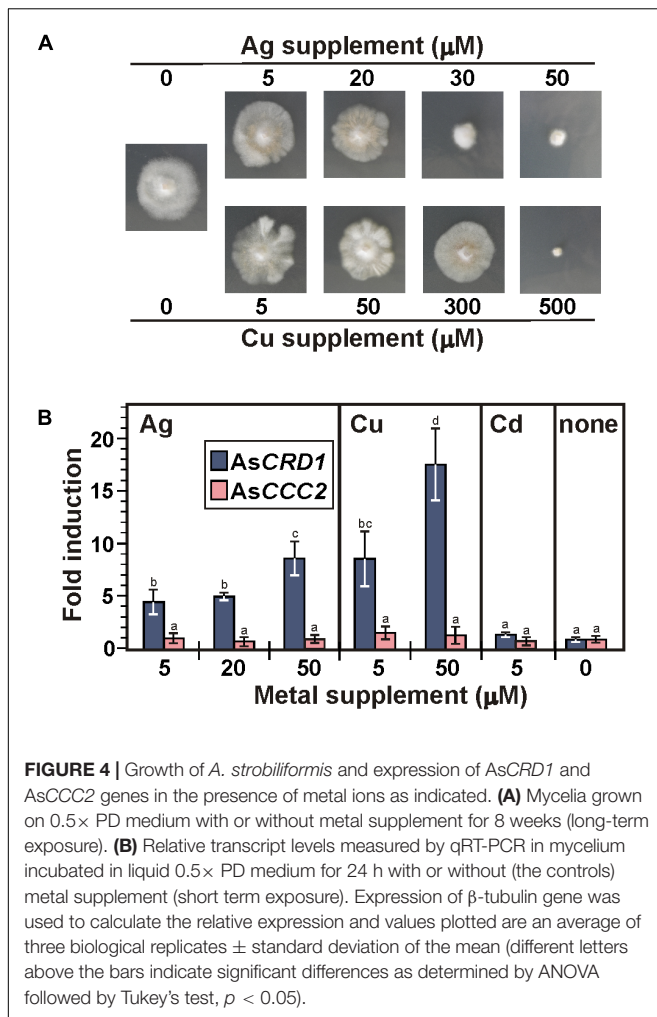 A
Ag supplement (µM)
0 5 20 30 50
0 5 50 300 500
Cu supplement (µM)
B
Ag Cu Cd none
AsCRD1
AsCCC2
Fold induction
20
15
10
5
0
b a b a c a bc a d a a a a a
5 20 50 5 50 5 0
Metal supplement (µM)
FIGURE 4 | Growth of A. strobiliformis and expression of AsCRD1 and
AsCCC2 genes in the presence of metal ions as indicated. (A) Mycelia grown
on 0.5× PD medium with or without metal supplement for 8 weeks (long-term
exposure). (B) Relative transcript levels measured by qRT-PCR in mycelium
incubated in liquid 0.5× PD medium for 24 h with or without (the controls)
metal supplement (short term exposure). Expression of β-tubulin gene was
used to calculate the relative expression and values plotted are an average of
three biological replicates ± standard deviation of the mean (different letters
above the bars indicate significant differences as determined by ANOVA
followed by Tukey's test, p < 0.05).